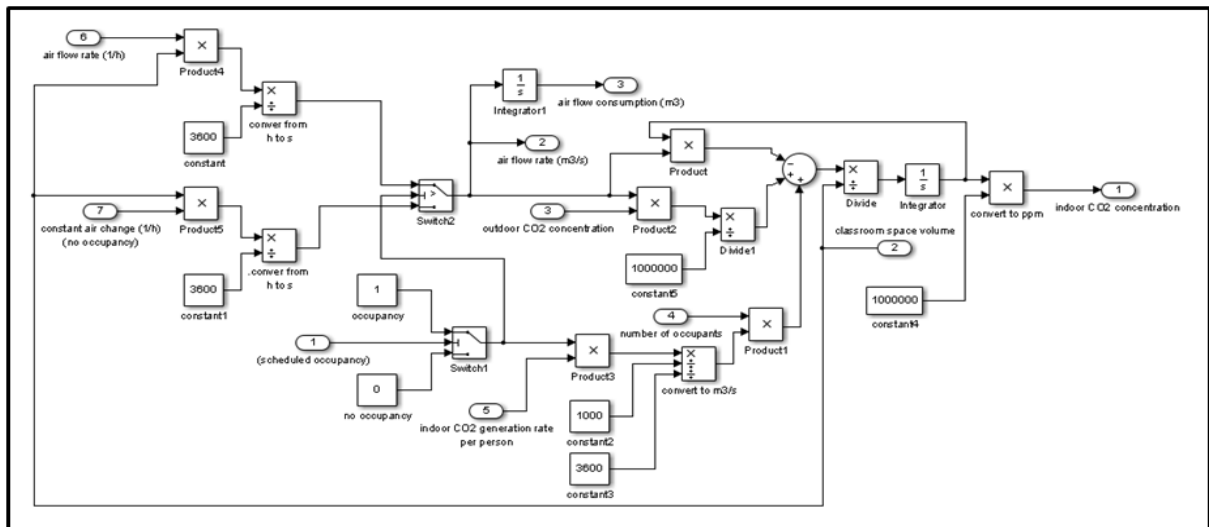 6
air flow rate (1/h)
×
Product4
×
÷
conver from
h to s
3600
constant
7
constant air change (1/h)
(no occupancy)
×
Product5
×
÷
.conver from
h to s
3600
constant1
1
occupancy
1
(scheduled occupancy)
0
no occupancy
Switch1
>
Switch2
1
s
Integrator1
3
air flow consumption (m3)
2
air flow rate (m3/s)
3
outdoor CO2 concentration
×
Product
×
Product2
×
÷
Divide1
1000000
constant5
4
number of occupants
×
Product1
×
Product3
5
indoor CO2 generation rate
per person
×
÷
÷
convert to m3/s
1000
constant2
3600
constant3
−
+
+
×
÷
Divide
1
s
Integrator
×
convert to ppm
1
indoor CO2 concentration
classroom space volume
2
1000000
constant4